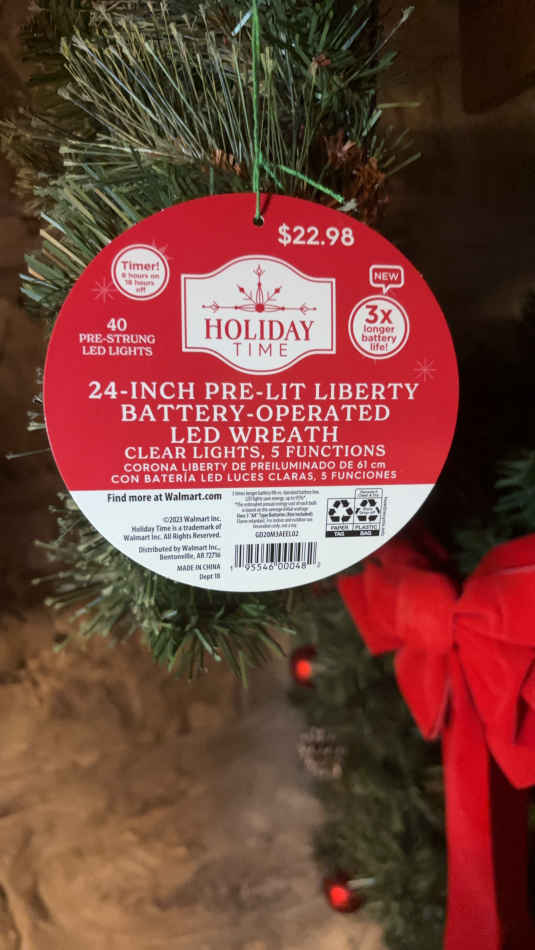 $22.98
Timer!
6 hours on
18 hours
off
NEW
3x
longer
battery
life!
HOLIDAY
TIME
40
PRE-STRUNG
LED LIGHTS
24-INCH PRE-LIT LIBERTY
BATTERY-OPERATED
LED WREATH
CLEAR LIGHTS, 5 FUNCTIONS
CORONA LIBERTY DE PREILUMINADO DE 61 cm
CON BATERÍA LED LUCES CLARAS, 5 FUNCIONES
Find more at Walmart.com
©2023 Walmart Inc.
Holiday Time is a trademark of
Walmart Inc. All Rights Reserved.
Distributed by Walmart Inc.,
Bentonville, AR 72716
MADE IN CHINA
Dept 18
GD20M3AEEL02
1 95546 00048
PAPER
TAG
PLASTIC
BAG